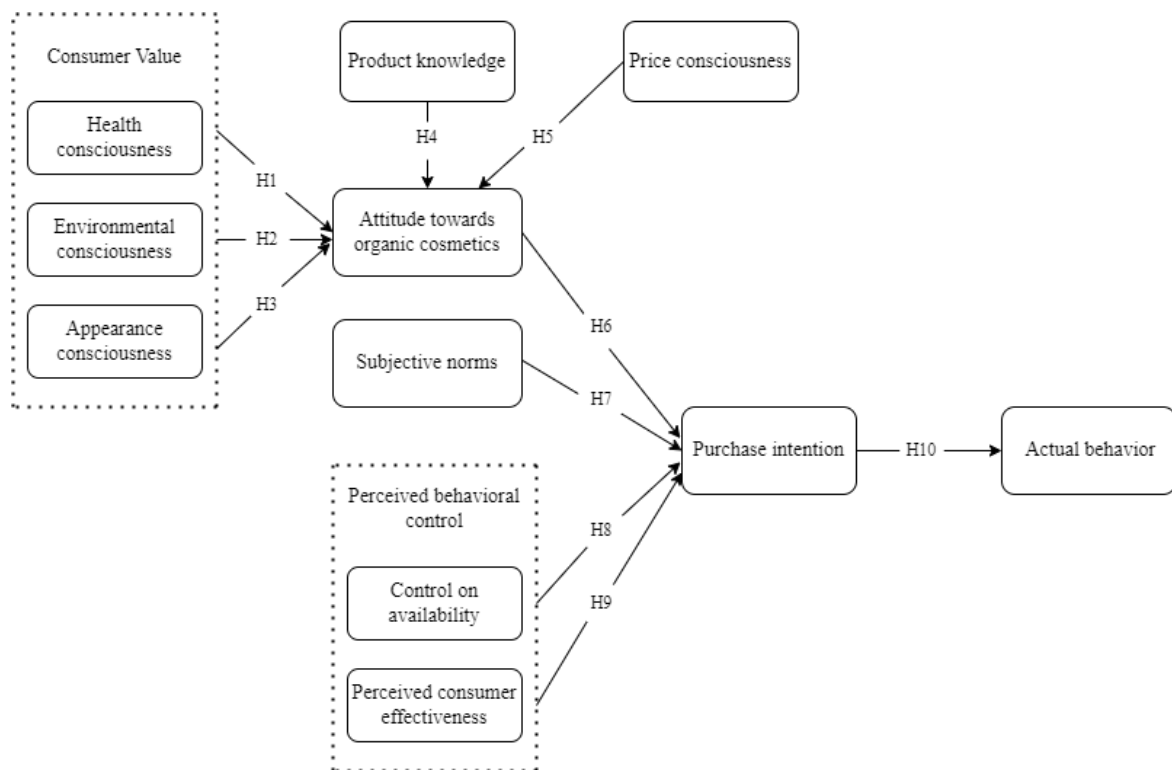 Consumer Value
Health
consciousness
Environmental
consciousness
Appearance
consciousness
Product knowledge
Price consciousness
H4
H5
H1
H2
H3
Attitude towards
organic cosmetics
Subjective norms
H6
H7
Perceived behavioral
control
Control on
availability
Perceived consumer
effectiveness
H8
H9
Purchase intention
H10
Actual behavior